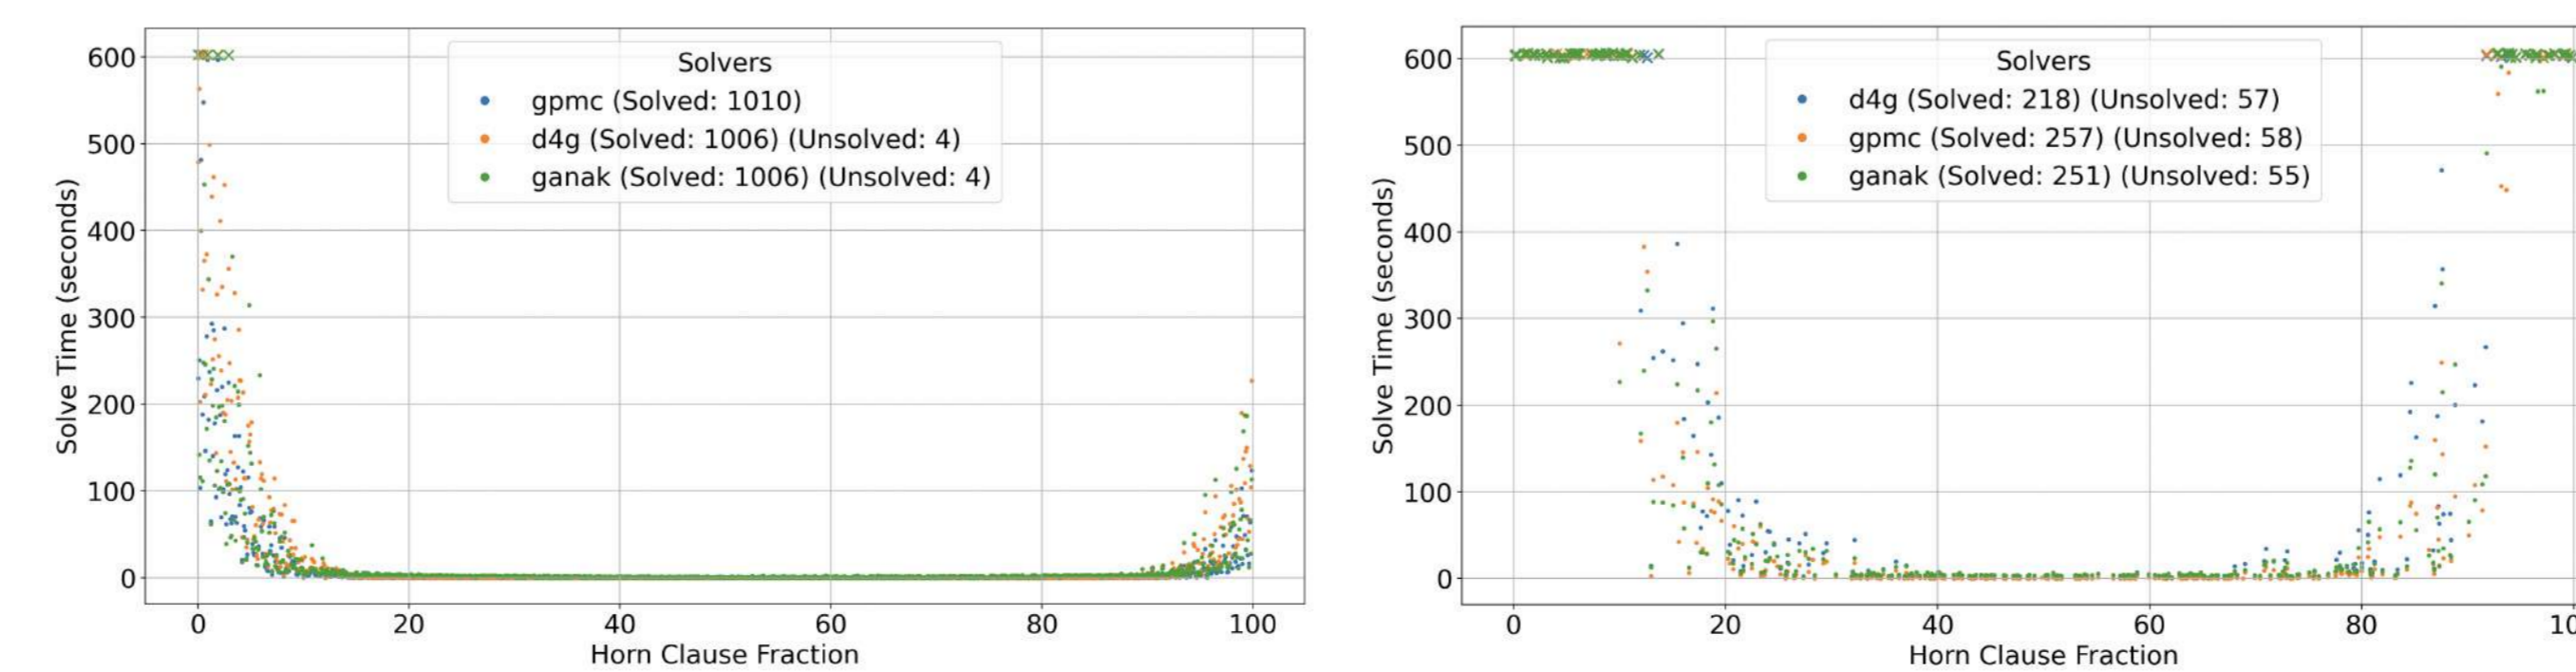 Solvers
gpmc (Solved: 1010)
d4g (Solved: 1006) (Unsolved: 4)
ganak (Solved: 1006) (Unsolved: 4)
600
500
400
300
200
100
0
Solve Time (seconds)
0 20 40 60 80 100
Horn Clause Fraction
Solvers
d4g (Solved: 218) (Unsolved: 57)
gpmc (Solved: 257) (Unsolved: 58)
ganak (Solved: 251) (Unsolved: 55)
600
500
400
300
200
100
0
Solve Time (seconds)
0 20 40 60 80 10
Horn Clause Fraction